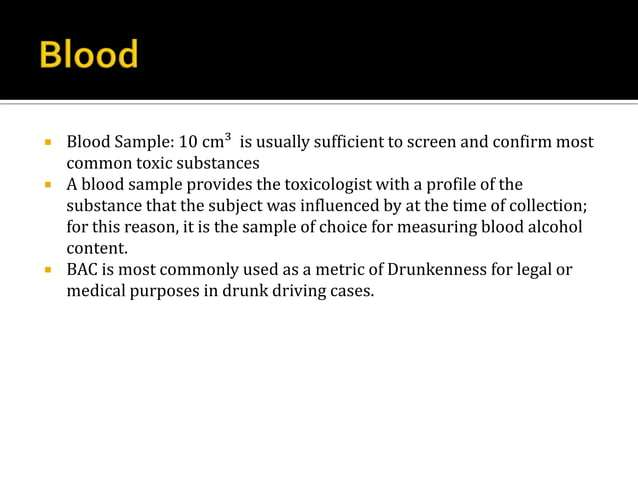 Blood
▪ Blood Sample: 10 cm³ is usually sufficient to screen and confirm most
common toxic substances
▪ A blood sample provides the toxicologist with a profile of the
substance that the subject was influenced by at the time of collection;
for this reason, it is the sample of choice for measuring blood alcohol
content.
▪ BAC is most commonly used as a metric of Drunkenness for legal or
medical purposes in drunk driving cases.